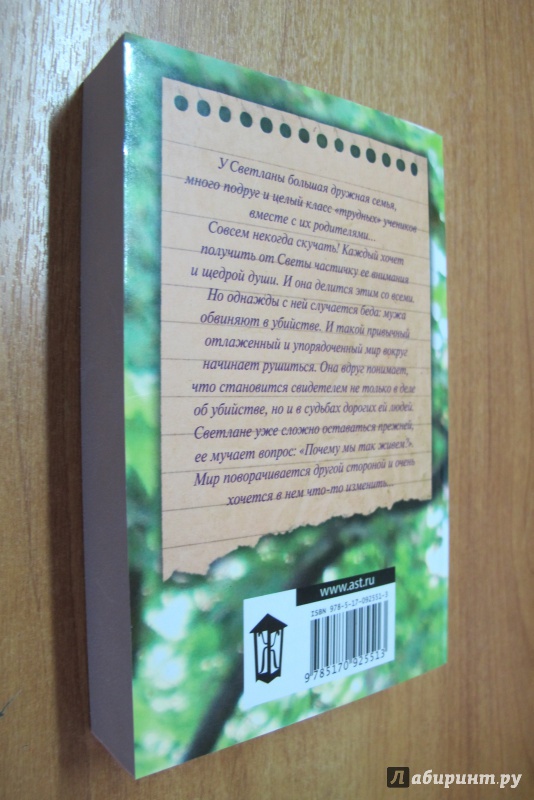 У Светланы большая дружная семья,
много подруг и целый класс «трудных» учеников
вместе с их родителями...
Совсем некогда скучать! Каждый хочет
получить от Светы частичку ее внимания
и щедрой души. И она делится этим со всеми.
Но однажды с ней случается беда: мужа
обвиняют в убийстве. И такой привычный
отлаженный и упорядоченный мир вокруг
начинает рушиться. Она вдруг понимает,
что становится свидетелем не только в деле
об убийстве, но и в судьбах дорогих ей людей.
Светлане уже сложно оставаться прежней,
ее мучает вопрос: «Почему мы так живем?».
Мир поворачивается другой стороной и очень
хочется в нем что-то изменить...
www.ast.ru
ISBN 978-5-17-092551-3
9 785170 925513
Лабиринт.ру